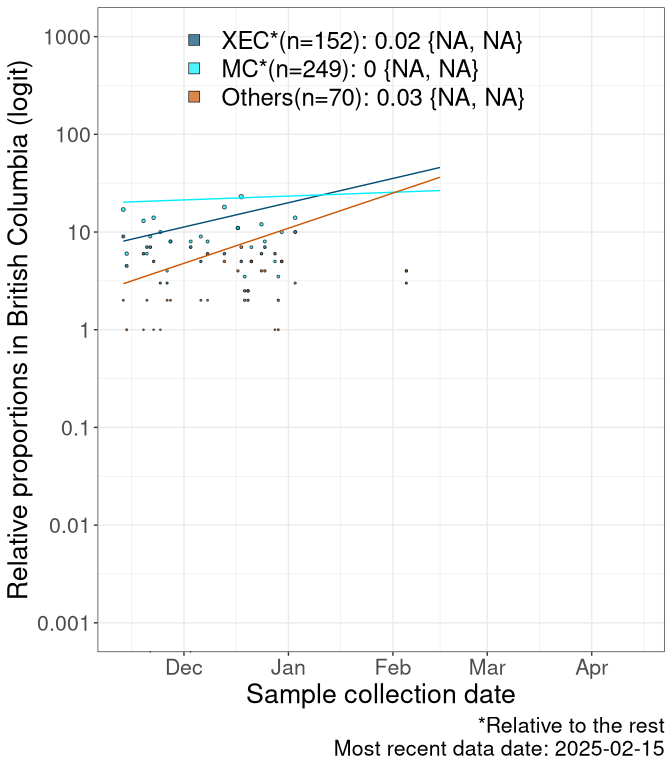 XEC*(n=152): 0.02 {NA, NA}
MC*(n=249): 0 {NA, NA}
Others(n=70): 0.03 {NA, NA}
Relative proportions in British Columbia (logit)
1000
100
10
1
0.1
0.01
0.001
Dec Jan Feb Mar Apr
Sample collection date
*Relative to the rest
Most recent data date: 2025-02-15